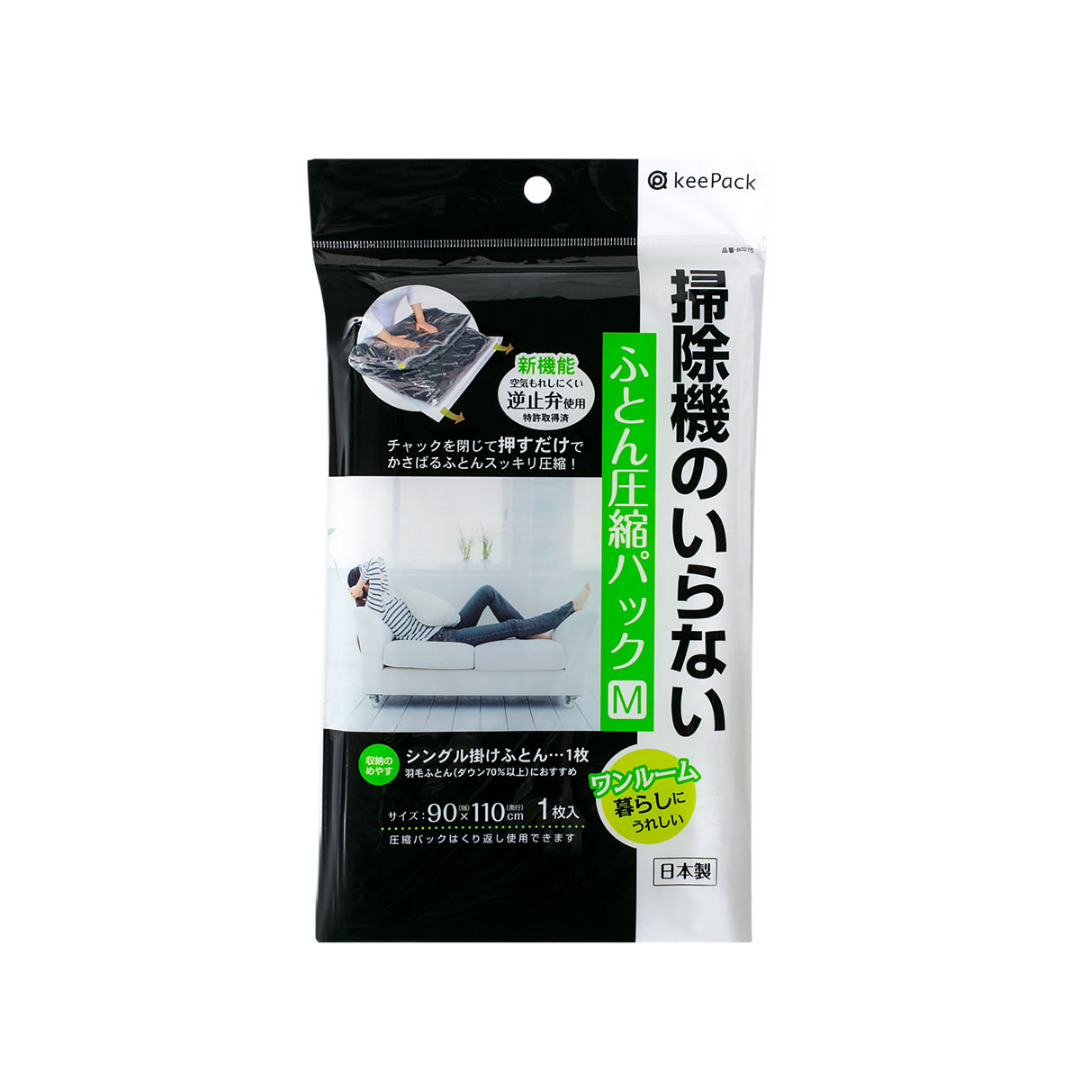 keePack
品番-B0275
掃除機のいらない
ふとん圧縮パック M
新機能
空気もれしにくい
逆止弁使用
特許取得済
チャックを閉じて押すだけで
かさばるふとんスッキリ圧縮！
収納の
めやす
シングル掛けふとん…1枚
羽毛ふとん(ダウン70%以上)におすすめ
サイズ：90(幅)×110(奥行)cm 1枚入
圧縮パックはくり返し使用できます
ワンルーム
暮らしに
うれしい
日本製